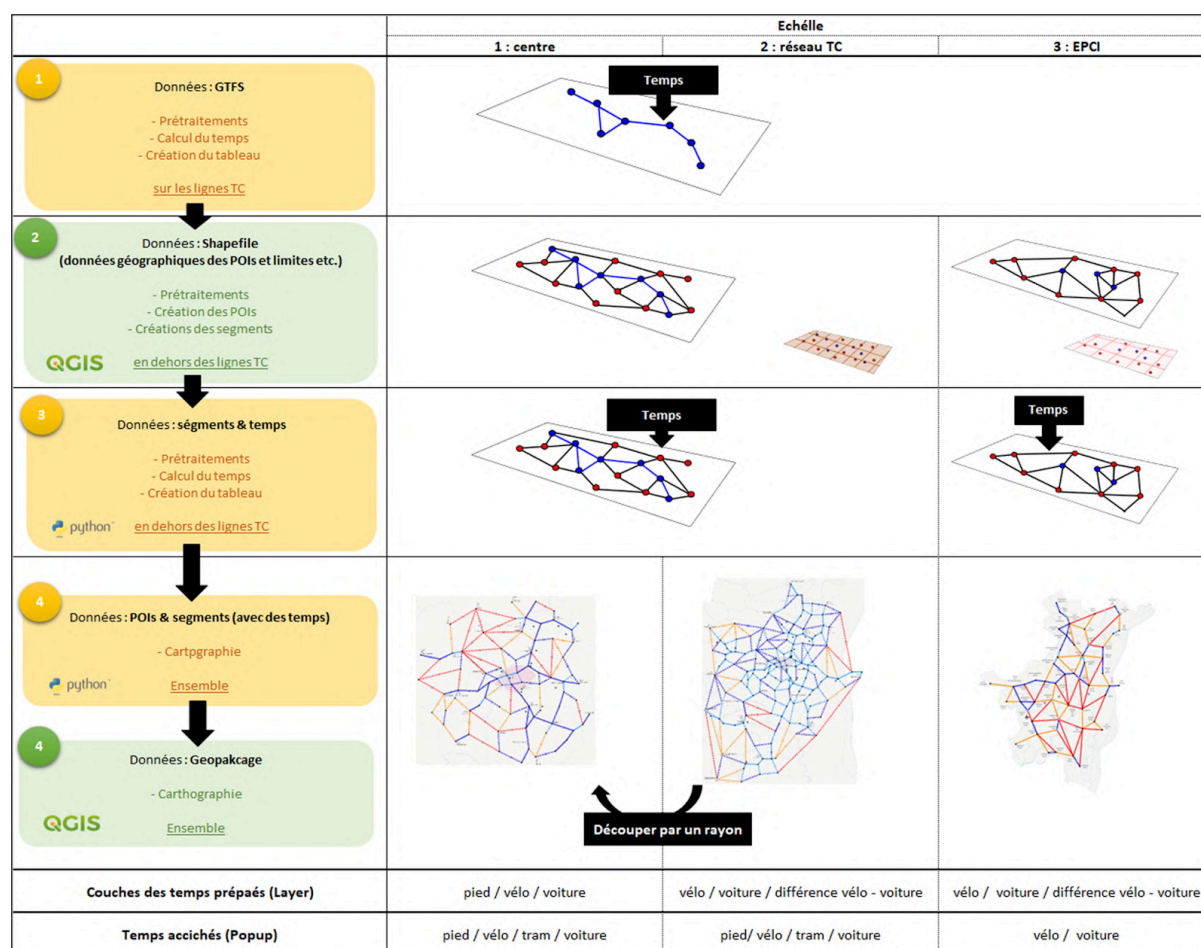 Echélle
1 : centre
2 : réseau TC
3 : EPCI
1
Données : GTFS
- Prétraitements
- Calcul du temps
- Création du tableau
sur les lignes TC
Temps
2
Données : Shapefile
(données géographiques des POIs et limites etc.)
- Prétraitements
- Création des POIs
- Créations des segments
QGIS
en dehors des lignes TC
3
Données : ségments & temps
- Prétraitements
- Calcul du temps
- Création du tableau
python
en dehors des lignes TC
Temps
Temps
4
Données : POIs & segments (avec des temps)
- Cartpgraphie
python
Ensemble
4
Données : Geopakcage
- Carthographie
QGIS
Ensemble
Découper par un rayon
Couches des temps prépaés (Layer)
pied / vélo / voiture
vélo / voiture / différence vélo - voiture
vélo / voiture / différence vélo - voiture
Temps accichés (Popup)
pied / vélo / tram / voiture
pied/ vélo / tram / voiture
vélo / voiture